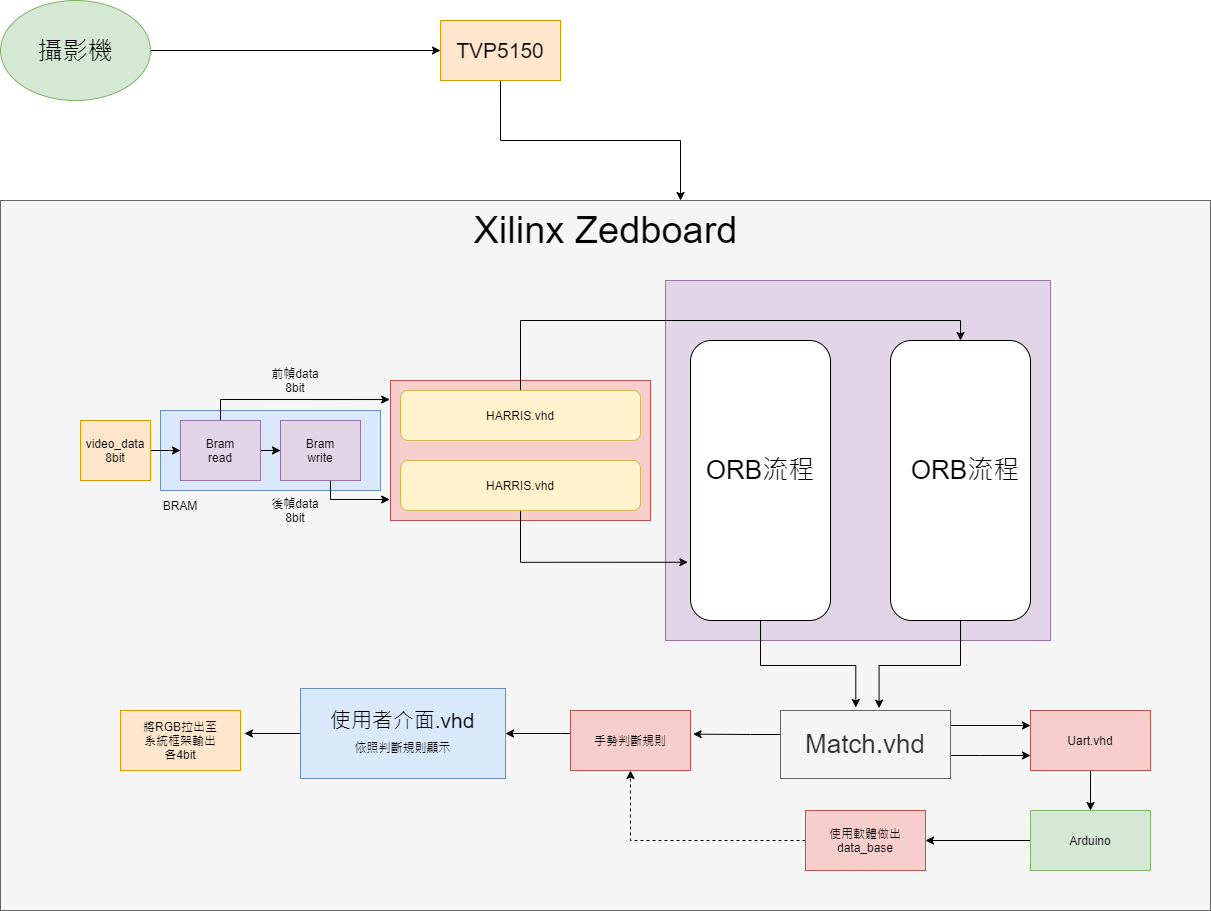 攝影機
TVP5150
Xilinx Zedboard
前幀data
8bit
video_data
8bit
Bram
read
Bram
write
BRAM
後幀data
8bit
HARRIS.vhd
HARRIS.vhd
ORB流程
ORB流程
將RGB拉出至
系統框架輸出
各4bit
使用者介面.vhd
依照判斷規則顯示
手勢判斷規則
Match.vhd
Uart.vhd
使用軟體做出
data_base
Arduino